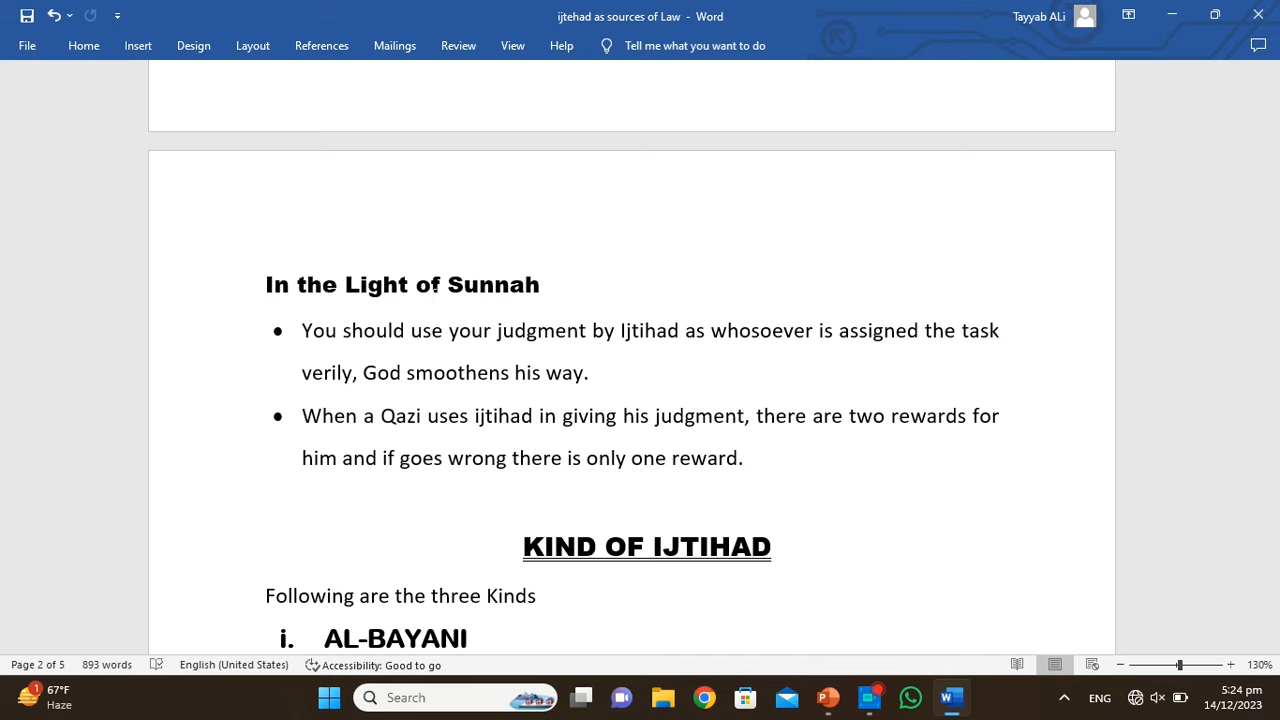 ijtehad as sources of Law - Word
Tayyab ALi
File Home Insert Design Layout References Mailings Review View Help Tell me what you want to do
In the Light of Sunnah
• You should use your judgment by Ijtihad as whosoever is assigned the task
verily, God smoothens his way.
• When a Qazi uses ijtihad in giving his judgment, there are two rewards for
him and if goes wrong there is only one reward.
KIND OF IJTIHAD
Following are the three Kinds
i. AL-BAYANI
Page 2 of 5 893 words English (United States) Accessibility: Good to go 130%
1 67°F
Haze
Search
ENG
5:24 pm
14/12/2023